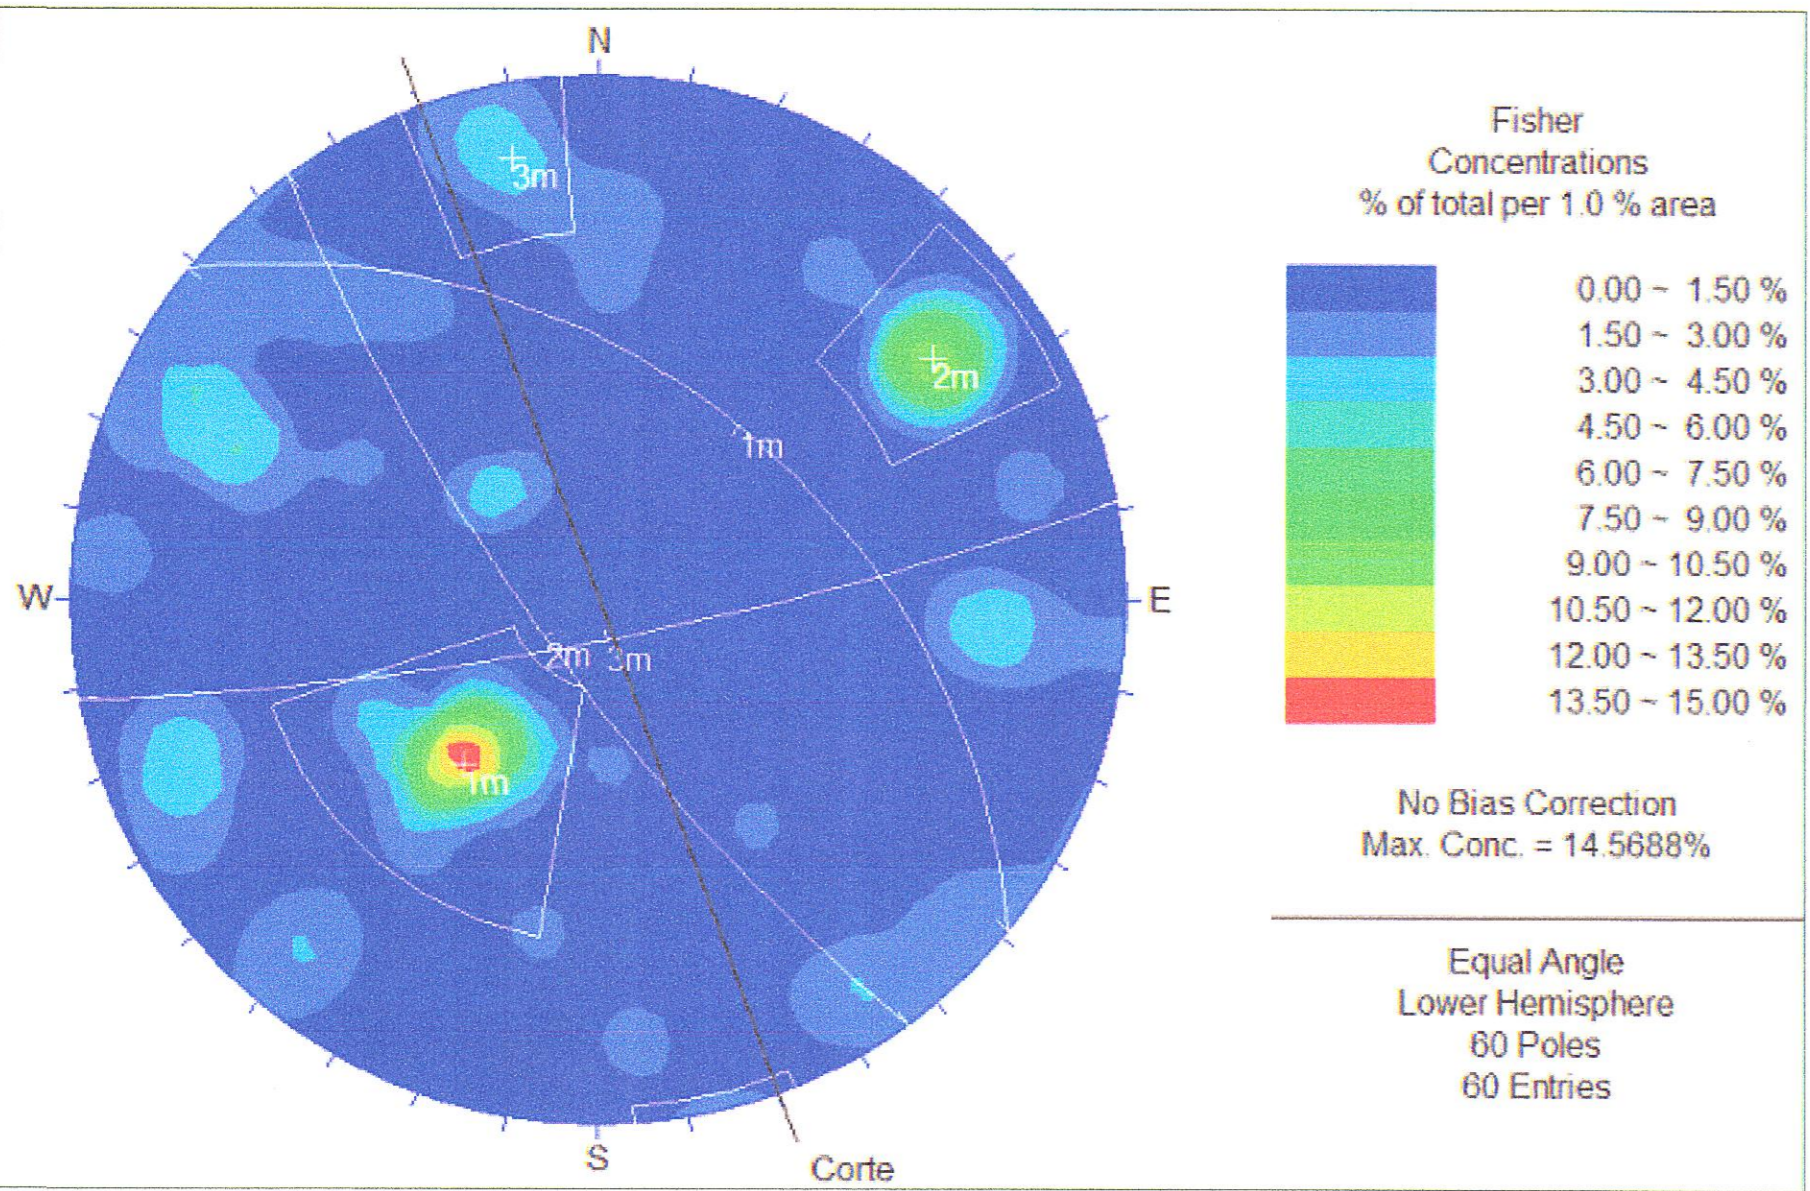 N
3m
2m
1m
W
E
2m
3m
1m
S
Corte
Fisher
Concentrations
% of total per 1.0 % area
0.00 ~ 1.50 %
1.50 ~ 3.00 %
3.00 ~ 4.50 %
4.50 ~ 6.00 %
6.00 ~ 7.50 %
7.50 ~ 9.00 %
9.00 ~ 10.50 %
10.50 ~ 12.00 %
12.00 ~ 13.50 %
13.50 ~ 15.00 %
No Bias Correction
Max. Conc. = 14.5688%
Equal Angle
Lower Hemisphere
60 Poles
60 Entries